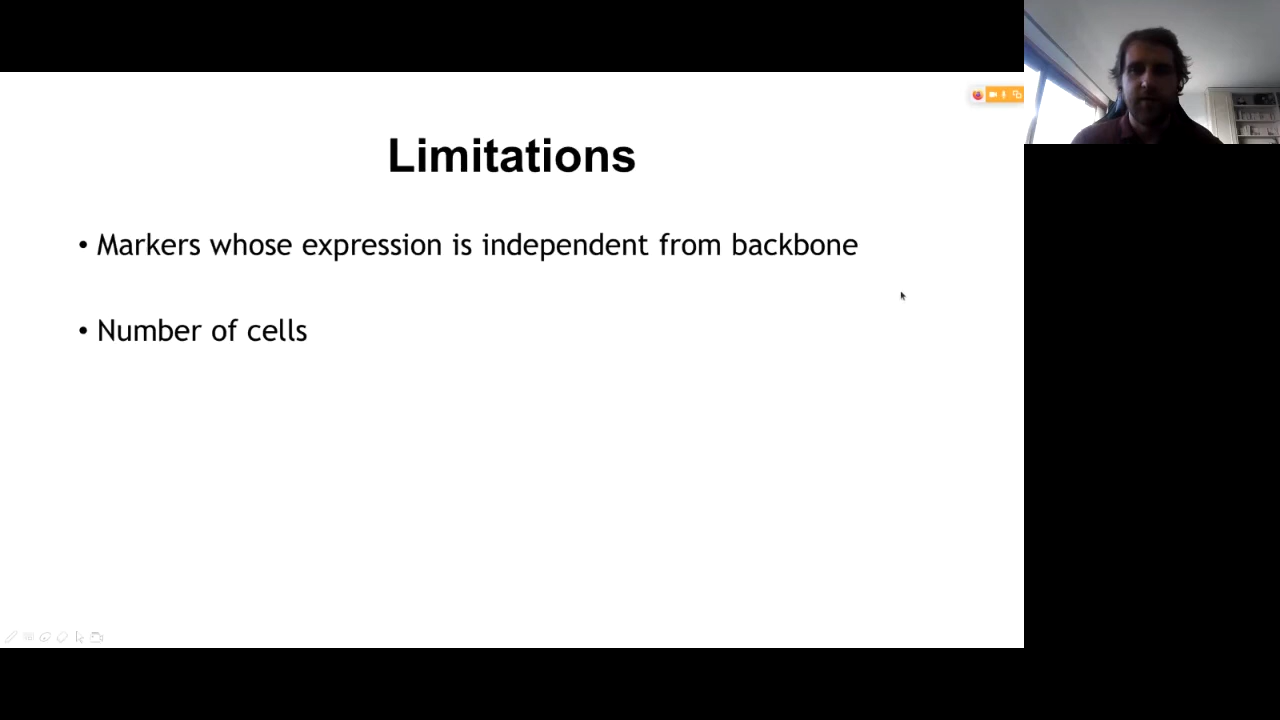 Limitations
• Markers whose expression is independent from backbone
• Number of cells